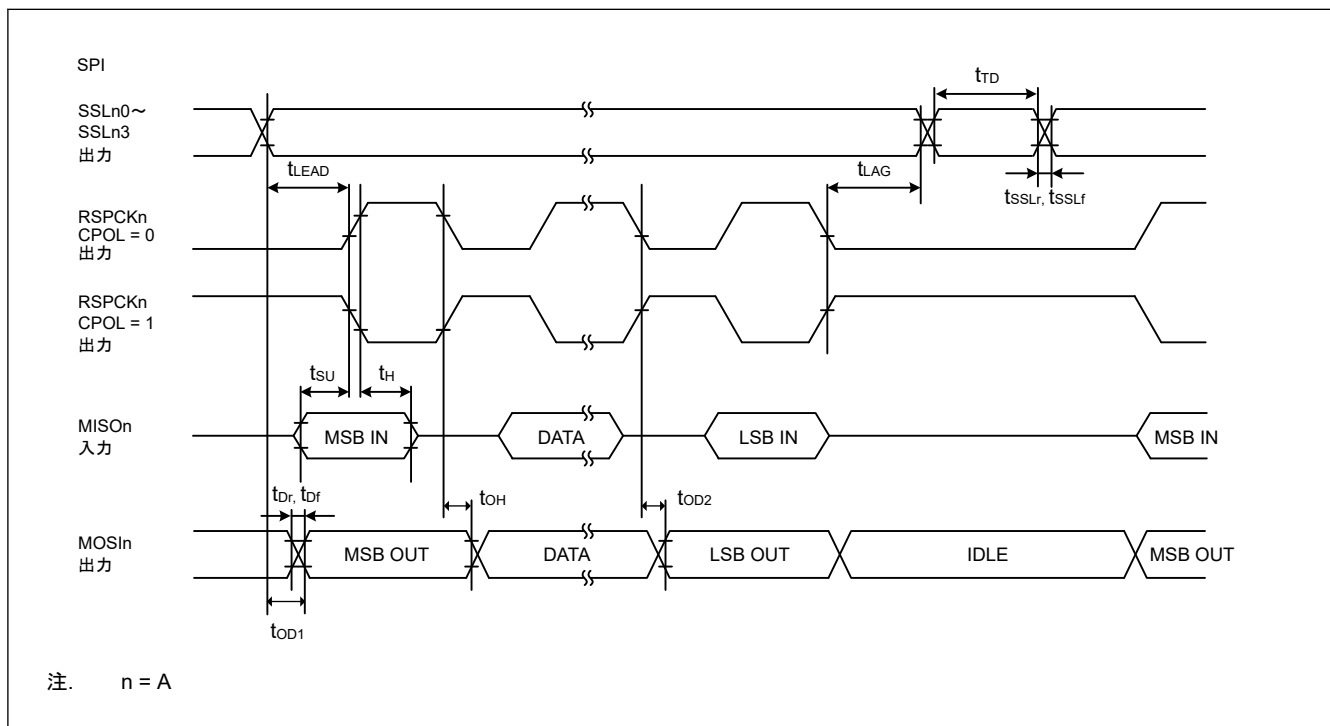 SPI
SSLn0～
SSLn3
出力
tTD
tLEAD
tLAG
tSSLr, tSSLf
RSPCKn
CPOL = 0
出力
RSPCKn
CPOL = 1
出力
tSU
tH
MISOn
入力
MSB IN
DATA
LSB IN
MSB IN
tDr, tDf
tOH
tOD2
MOSIn
出力
MSB OUT
DATA
LSB OUT
IDLE
MSB OUT
tOD1
注. n = A